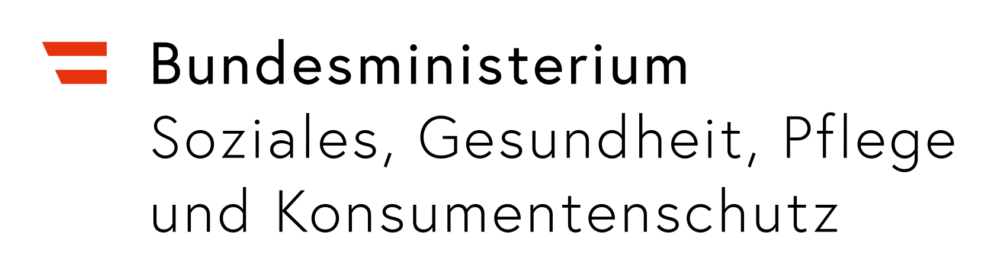 Bundesministerium
Soziales, Gesundheit, Pflege
und Konsumentenschutz